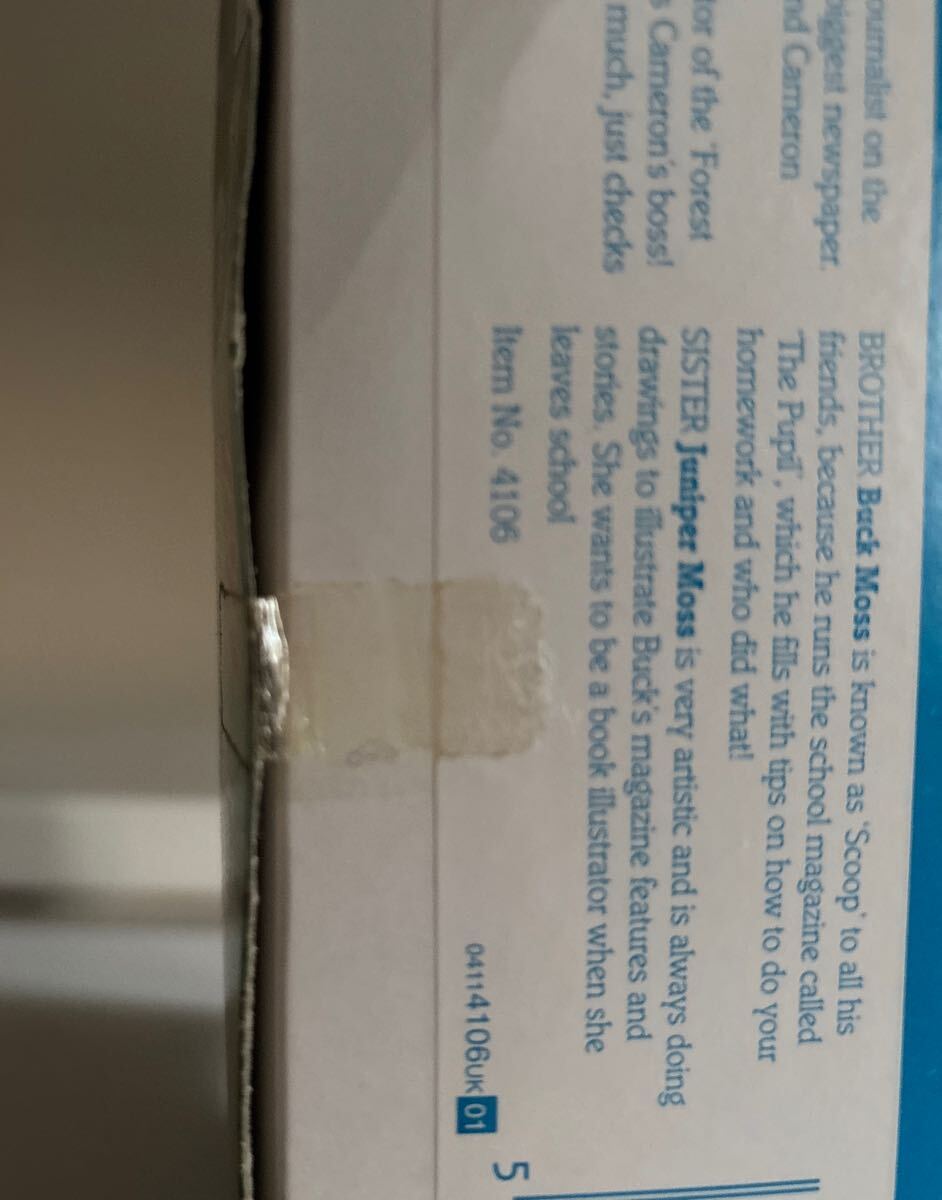 ournalist on the
biggest newspaper.
nd Cameron
tor of the 'Forest
s Cameron's boss!
much, just checks
BROTHER Buck Moss is known as 'Scoop' to all his
friends, because he runs the school magazine called
'The Pupil', which he fills with tips on how to do your
homework and who did what!
SISTER Juniper Moss is very artistic and is always doing
drawings to illustrate Buck's magazine features and
stories. She wants to be a book illustrator when she
leaves school
Item No. 4106
04114106UK 01
5